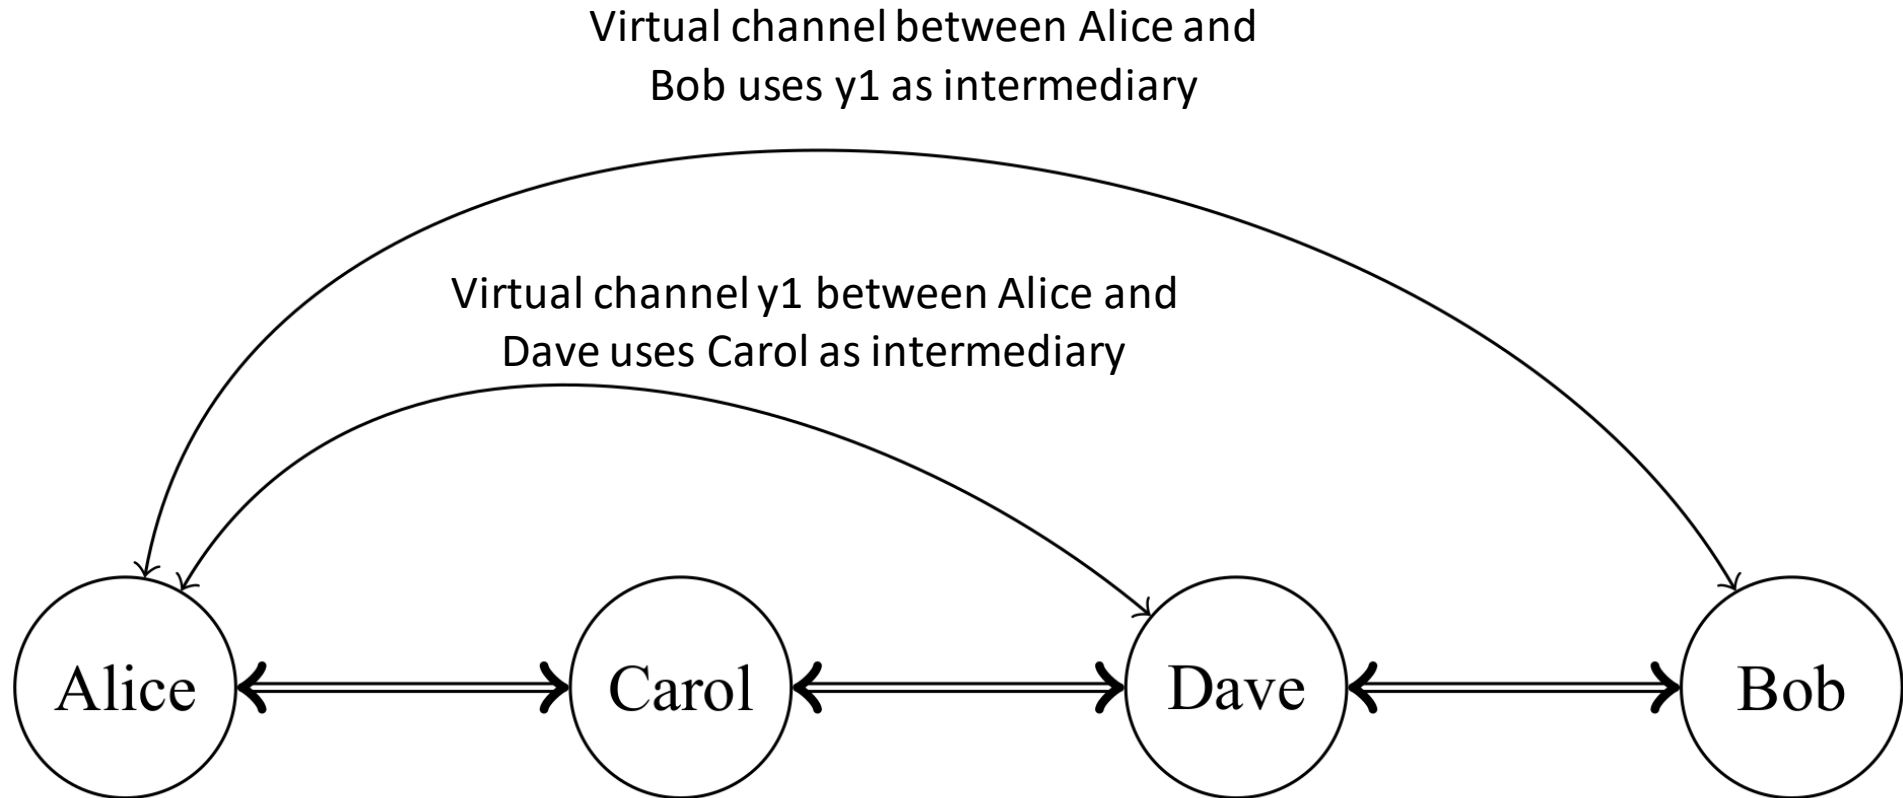 Virtual channel between Alice and
Bob uses y1 as intermediary
Virtual channel y1 between Alice and
Dave uses Carol as intermediary
Alice
Carol
Dave
Bob